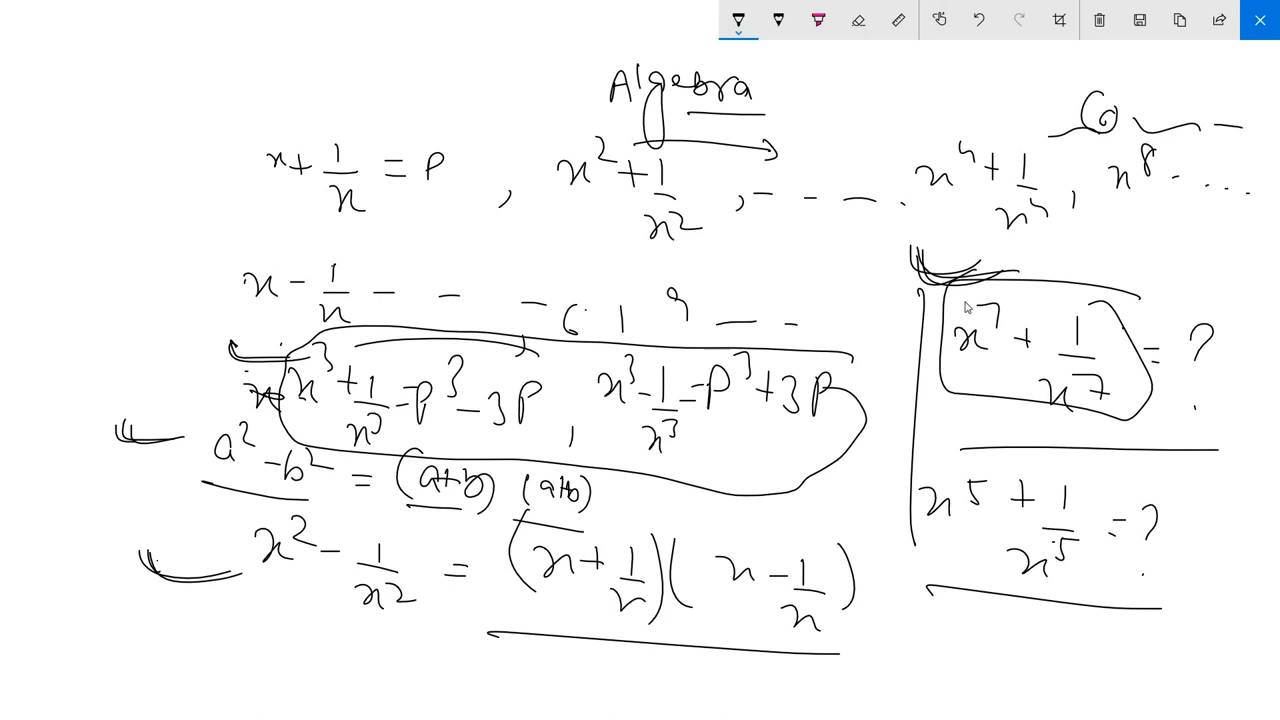 Algebra
x + 1/x = P , x² + 1/x² , - - - . x⁴ + 1/x⁴ , x⁸ - . . . .
x - 1/x - - -
x³ + 1/x³ = P³ - 3P , x³ - 1/x³ = P³ + 3P
a² - b² = (a+b) (a+b)
x² - 1/x² = (x + 1/x) (x - 1/x)
x⁷ + 1/x⁷ = ?
x⁵ + 1/x⁵ = ?